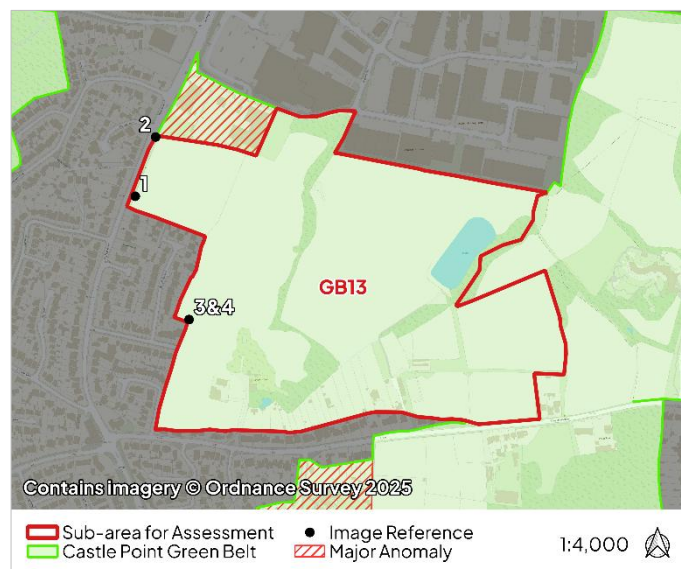 2
1
GB13
3&4
Contains imagery © Ordnance Survey 2025
Sub-area for Assessment
Image Reference
1:4,000
Castle Point Green Belt
Major Anomaly